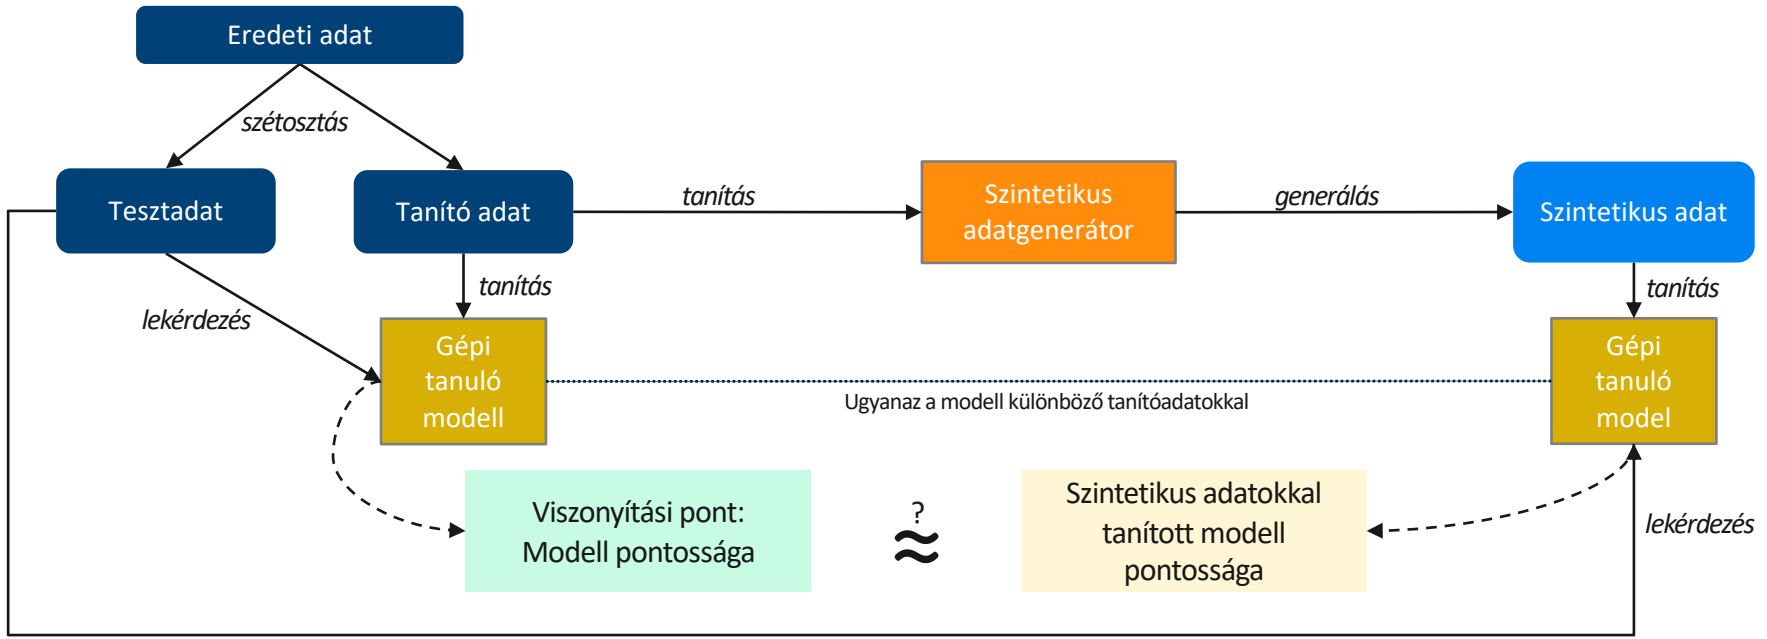 Eredeti adat
szétosztás
Tesztadat
Tanító adat
tanítás
Szintetikus
adatgenerátor
generálás
Szintetikus adat
lekérdezés
tanítás
tanítás
Gépi
tanuló
modell
Ugyanaz a modell különböző tanítóadatokkal
Gépi
tanuló
model
Viszonyítási pont:
Modell pontossága
?
≈
Szintetikus adatokkal
tanított modell
pontossága
lekérdezés